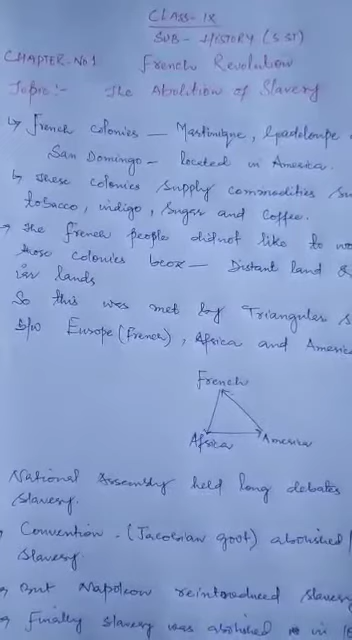 CLASS - IX
SUB - HISTORY (S.ST)
CHAPTER-NO 1 French Revolution
Topic:- The Abolition of Slavery
↳ French colonies — Martinique, Guadeloupe
San Domingo — located in America.
↳ These colonies supply commodities
tobacco, indigo, Sugar and Coffee.
→ The French people did not like to
those colonies bcoz — Distant land &
lands
So this was met by Triangular
b/w Europe (French), Africa and America
French
Africa America
National Assembly held long debates
Slavery.
Convention - (Jacobian govt) abolished
Slavery.
But Napoleon reintroduced slavery
Finally slavery was abolished in